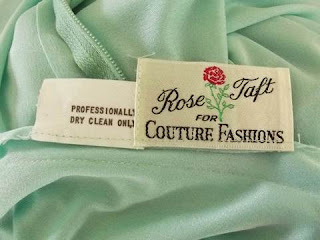 PROFESSIONALLY
DRY CLEAN ONLY
Rose Taft
FOR
COUTURE FASHIONS